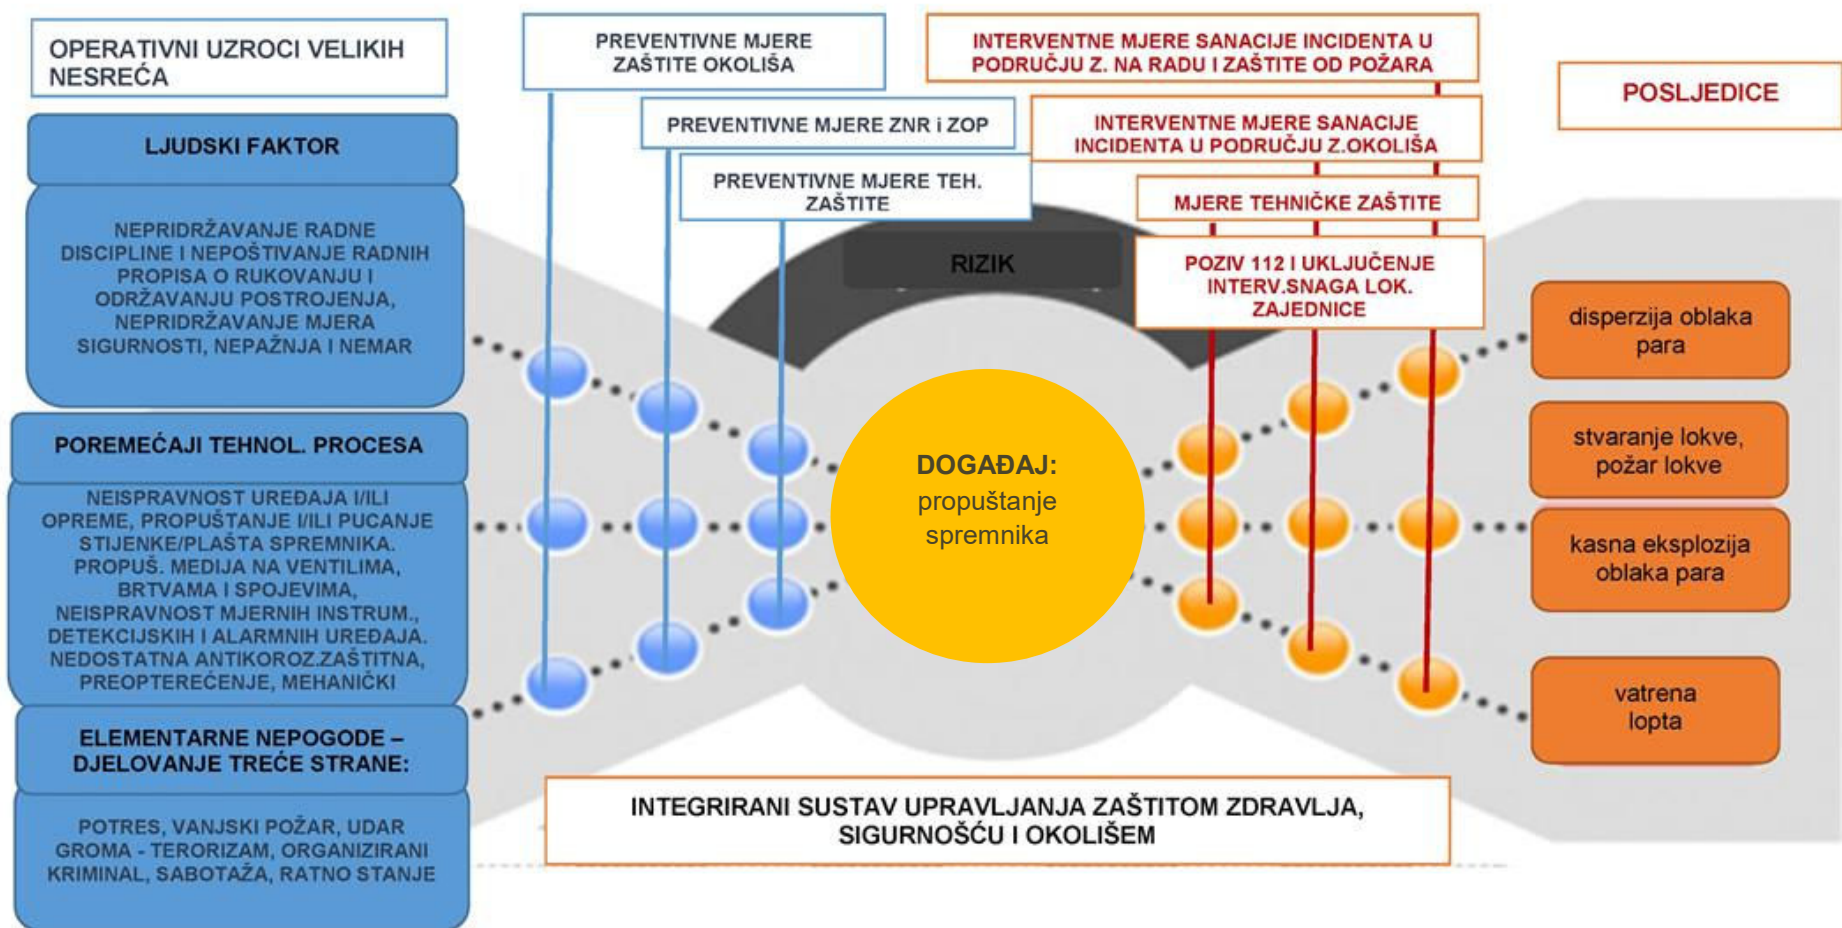 OPERATIVNI UZROCI VELIKIH
NESREĆA
LJUDSKI FAKTOR
NEPRIDRŽAVANJE RADNE
DISCIPLINE I NEPOŠTIVANJE RADNIH
PROPISA O RUKOVANJU I
ODRŽAVANJU POSTROJENJA,
NEPRIDRŽAVANJE MJERA
SIGURNOSTI, NEPAŽNJA I NEMAR
POREMEĆAJI TEHNOL. PROCESA
NEISPRAVNOST UREĐAJA I/ILI
OPREME, PROPUŠTANJE I/ILI PUCANJE
STIJENKE/PLAŠTA SPREMNIKA.
PROPUŠ. MEDIJA NA VENTILIMA,
BRTVAMA I SPOJEVIMA,
NEISPRAVNOST MJERNIH INSTRUM.,
DETEKCIJSKIH I ALARMNIH UREĐAJA.
NEDOSTATNA ANTIKOROZ.ZAŠTITNA,
PREOPTEREĆENJE, MEHANIČKI
ELEMENTARNE NEPOGODE –
DJELOVANJE TREĆE STRANE:
POTRES, VANJSKI POŽAR, UDAR
GROMA - TERORIZAM, ORGANIZIRANI
KRIMINAL, SABOTAŽA, RATNO STANJE
PREVENTIVNE MJERE
ZAŠTITE OKOLIŠA
PREVENTIVNE MJERE ZNR i ZOP
PREVENTIVNE MJERE TEH.
ZAŠTITE
RIZIK
DOGAĐAJ:
propuštanje
spremnika
INTERVENTNE MJERE SANACIJE INCIDENTA U
PODRUČJU Z. NA RADU I ZAŠTITE OD POŽARA
INTERVENTNE MJERE SANACIJE
INCIDENTA U PODRUČJU Z.OKOLIŠA
MJERE TEHNIČKE ZAŠTITE
POZIV 112 I UKLJUČENJE
INTERV.SNAGA LOK.
ZAJEDNICE
POSLJEDICE
disperzija oblaka
para
stvaranje lokve,
požar lokve
kasna eksplozija
oblaka para
vatrena
lopta
INTEGRIRANI SUSTAV UPRAVLJANJA ZAŠTITOM ZDRAVLJA,
SIGURNOŠĆU I OKOLIŠEM